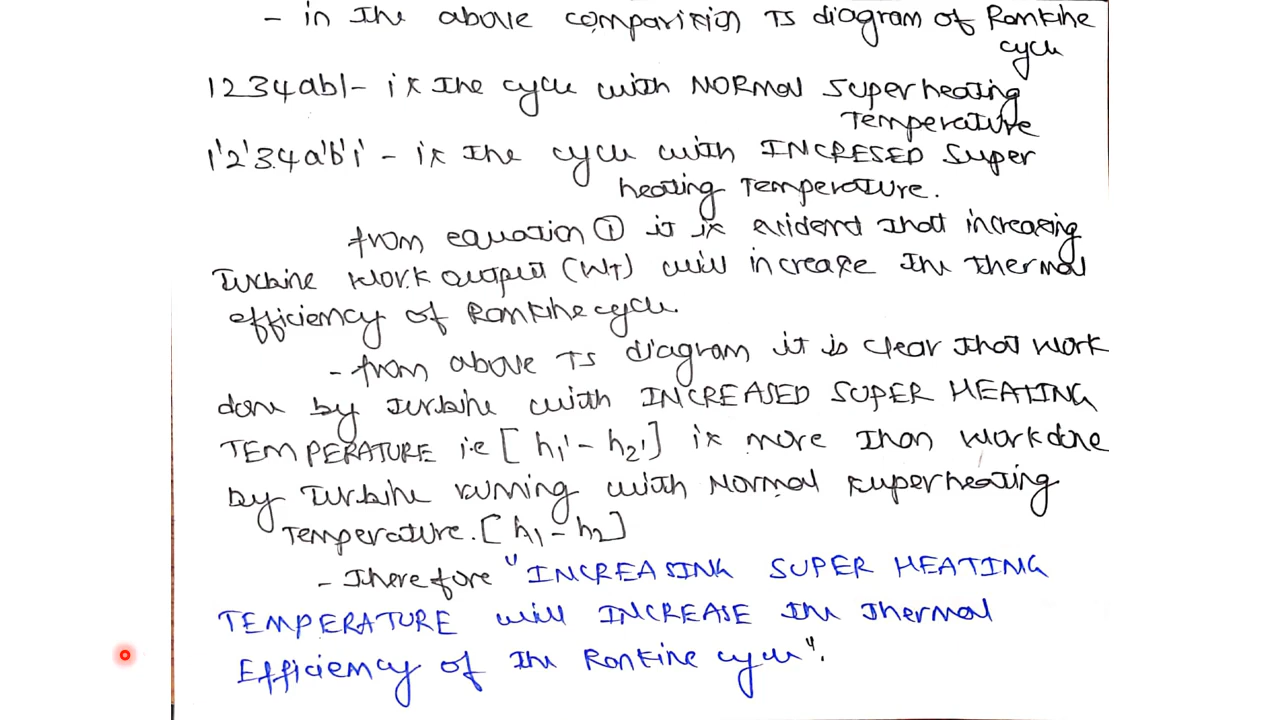 - in the above comparision TS diagram of Rankine
cycle
1234ab1 - is the cycle with NORMAL Superheating
Temperature
1'2'3.4a'b'1' - is the cycle with INCRESED Super
heating Temperature.
from equation ① it is evident that increasing
Turbine work output (WT) will increase the thermal
efficiency of Rankine cycle.
- from above TS diagram it is clear that work
done by turbine with INCREASED SUPER HEATING
TEMPERATURE i.e [h1' - h2'] is more than workdone
by Turbine running with Normal superheating
Temperature. [h1 - h2]
- Therefore "INCREASING SUPER HEATING
TEMPERATURE will INCREASE the Thermal
Efficiency of the Rankine cycle".